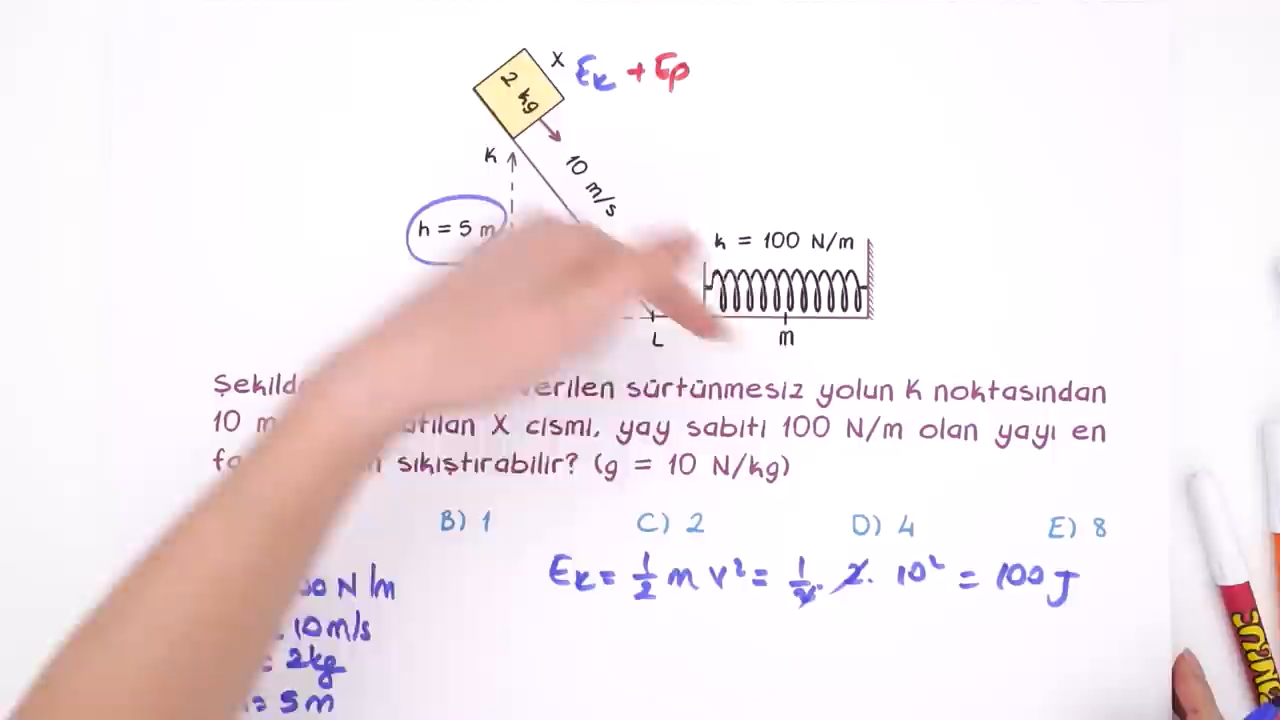 X Ek + Ep
2 kg
K
10 m/s
h = 5 m
k = 100 N/m
L
m
verilen sürtünmesiz yolun K noktasından
10 X cismi, yay sabiti 100 N/m olan yayı en
sıkıştırabilir? (g = 10 N/kg)
B) 1 C) 2 D) 4 E) 8
Ek = 1/2 m v² = 1/2 . 2 . 10² = 100 J
N/m
10 m/s
= 2 kg
= 5 m